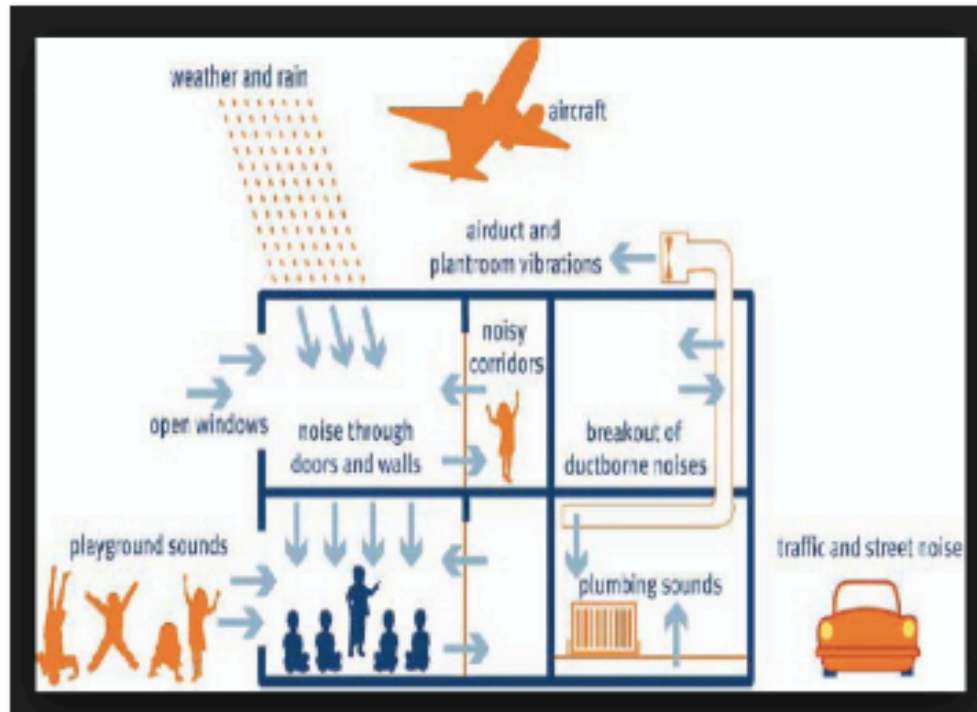 weather and rain
aircraft
airduct and
plantroom vibrations
noisy
corridors
open windows
noise through
doors and walls
breakout of
ductborne noises
playground sounds
traffic and street noise
plumbing sounds